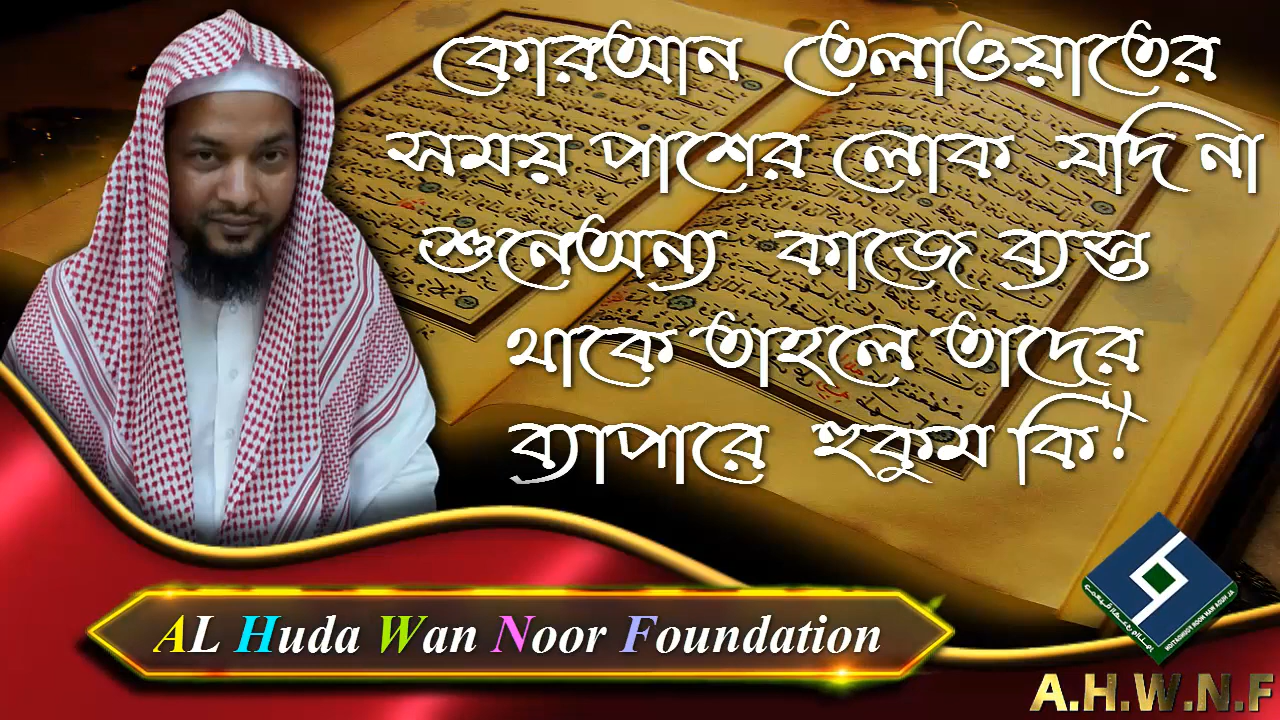 কোরআন তেলাওয়াতের
সময় পাশের লোক যদি না
শুনেঅন্য কাজে ব্যস্ত
থাকে তাহলে তাদের
ব্যাপারে হুকুম কি!
AL Huda Wan Noor Foundation
A.H.W.N.F